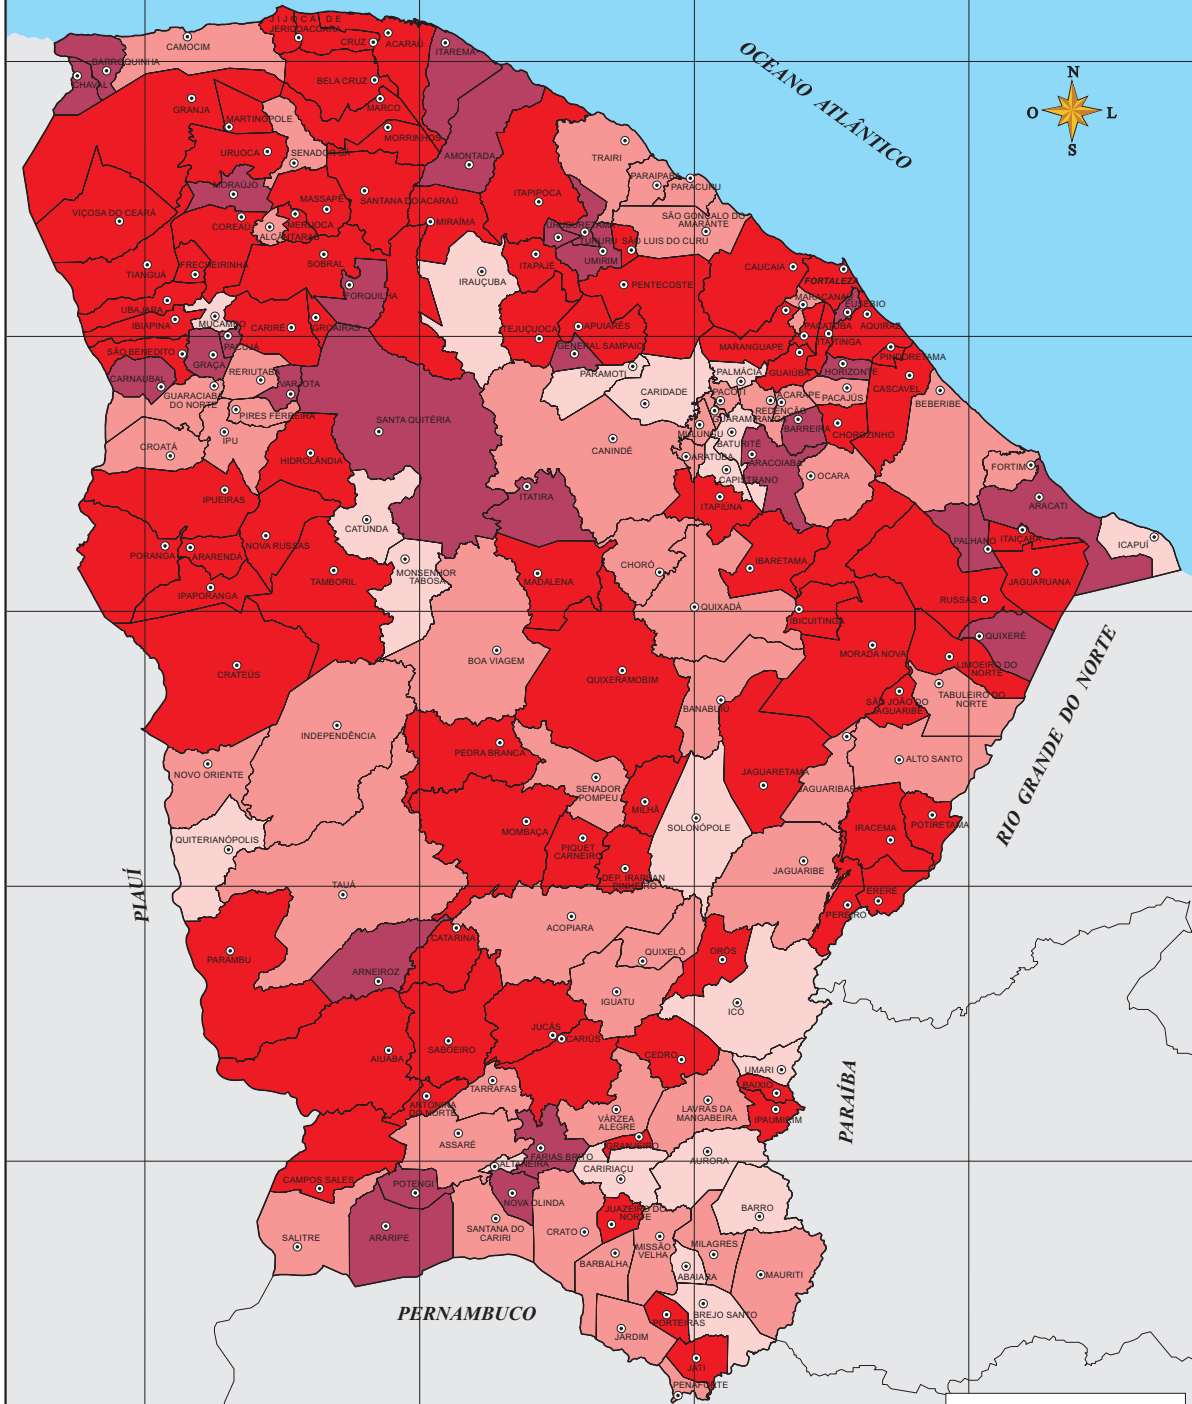 JIJOCA DE
JERICOACOARA
CRUZ
ACARAÚ
ITAREMA
CAMOCIM
BARROQUINHA
CHAVAL
OCEANO ATLÂNTICO
N
O
L
S
BELA CRUZ
GRANJA
MARCO
MARTINÓPOLE
MORRINHOS
URUOCA
SENADOR SÁ
AMONTADA
TRAIRI
PARAIPABA
PARACURU
MORAÚJO
MASSAPÊ
SANTANA DO ACARAÚ
ITAPIPOCA
VIÇOSA DO CEARÁ
COREAÚ
MERUOCA
ALCÂNTARAS
MIRAÍMA
URUBURETAMA
TURURU
SÃO GONÇALO DO
AMARANTE
SÃO LUIS DO CURU
UMIRIM
TIANGUÁ
FRECHEIRINHA
SOBRAL
IRAUÇUBA
ITAPAJÉ
CAUCAIA
FORTALEZA
FORQUILHA
PENTECOSTE
UBAJARA
IBIAPINA
MUCAMBO
CARIRÉ
GROAÍRAS
MARACANAÚ
EUSÉBIO
AQUIRAZ
PACATUBA
ITAITINGA
TEJUÇUOCA
APUIARÉS
SÃO BENEDITO
PACUJÁ
GRAÇA
GENERAL SAMPAIO
MARANGUAPE
PINDORETAMA
CARNAUBAL
RERIUTABA
VARJOTA
PARAMOTI
PALMÁCIA
GUAIÚBA
HORIZONTE
CASCAVEL
GUARACIABA
DO NORTE
CARIDADE
PACOTI
ACARAPE
REDENÇÃO
PACAJÚS
BEBERIBE
PIRES FERREIRA
SANTA QUITÉRIA
GUARAMIRANGA
BARREIRA
CHOROZINHO
CROATÁ
IPU
MULUNGU
BATURITÉ
CANINDÉ
HIDROLÂNDIA
ARATUBA
ARACOIABA
CAPISTRANO
OCARA
FORTIM
IPUEIRAS
ITATIRA
ITAPIÚNA
ARACATI
CATUNDA
PORANGA
ARARENDÁ
NOVA RUSSAS
PALHANO
ITAIÇABA
ICAPUÍ
TAMBORIL
MONSENHOR
TABOSA
MADALENA
CHORÓ
IBARETAMA
JAGUARUANA
IPAPORANGA
QUIXADÁ
IBICUITINGA
RUSSAS
QUIXERÉ
BOA VIAGEM
CRATEÚS
QUIXERAMOBIM
MORADA NOVA
LIMOEIRO DO
NORTE
TABULEIRO DO
NORTE
SÃO JOÃO DO
JAGUARIBE
BANABUIÚ
INDEPENDÊNCIA
PEDRA BRANCA
ALTO SANTO
NOVO ORIENTE
JAGUARETAMA
JAGUARIBARA
SENADOR
POMPEU
MILHÃ
QUITERIANÓPOLIS
MOMBAÇA
SOLONÓPOLE
IRACEMA
POTIRETAMA
PIQUET
CARNEIRO
RIO GRANDE DO NORTE
DEP. IRAPUAN
PINHEIRO
JAGUARIBE
PIAUÍ
TAUÁ
ERERÊ
PEREIRO
ACOPIARA
CATARINA
PARAMBU
QUIXELÔ
ORÓS
ARNEIROZ
IGUATU
ICÓ
JUCÁS
CARIÚS
AIUABA
SABOEIRO
CEDRO
UMARI
BAIXIO
PARAÍBA
TARRAFAS
ANTONINA
DO NORTE
VÁRZEA
ALEGRE
LAVRAS DA
MANGABEIRA
IPAUMIRIM
ASSARÉ
GRANJEIRO
FARIAS BRITO
ALTANEIRA
CARIRIAÇU
AURORA
CAMPOS SALES
POTENGI
NOVA OLINDA
JUAZEIRO DO
NORTE
BARRO
SALITRE
ARARIPE
SANTANA DO
CARIRI
CRATO
MISSÃO
VELHA
MILAGRES
BARBALHA
ABAIARA
MAURITI
PERNAMBUCO
BREJO SANTO
PORTEIRAS
JARDIM
JATI
PENAFORTE